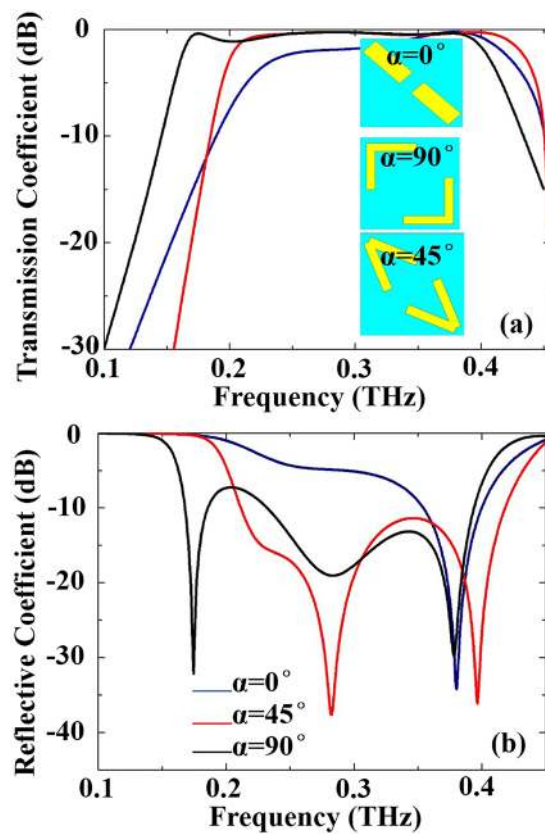 Transmission Coefficient (dB)
0
-10
-20
-30
α=0°
α=90°
α=45°
(a)
0.1
0.2
0.3
0.4
Frequency (THz)
Reflective Coefficient (dB)
0
-10
-20
-30
-40
α=0°
α=45°
α=90°
(b)
0.1
0.2
0.3
0.4
Frequency (THz)